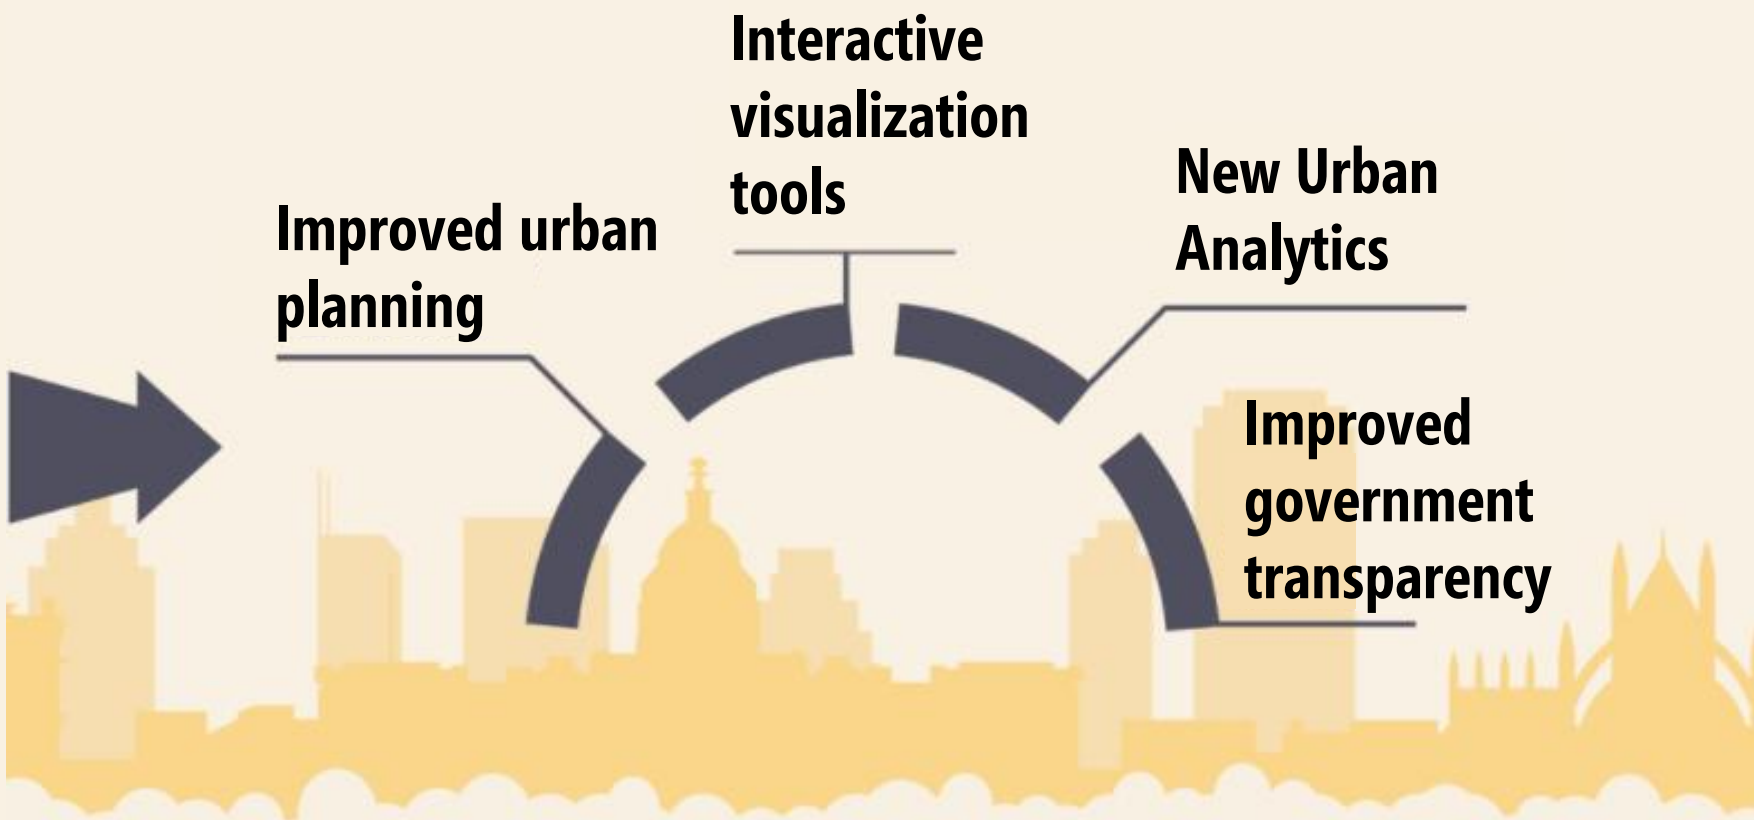 Improved urban
planning
Interactive
visualization
tools
New Urban
Analytics
Improved
government
transparency